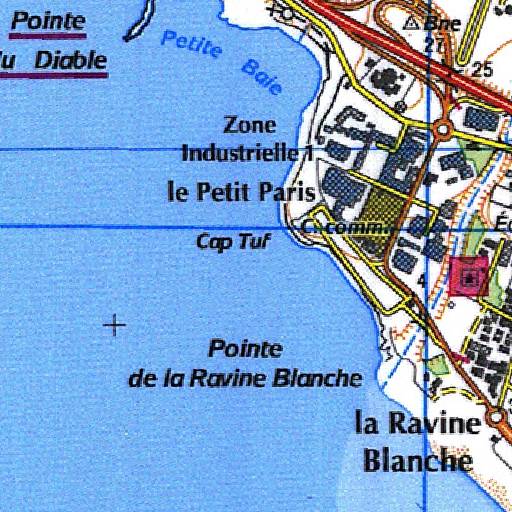 Pointe
du Diable
Petite Baie
Bne
27
25
Zone
Industrielle 1
le Petit Paris
C. comm.
Cap Tuf
4
Pointe
de la Ravine Blanche
la Ravine
Blanche